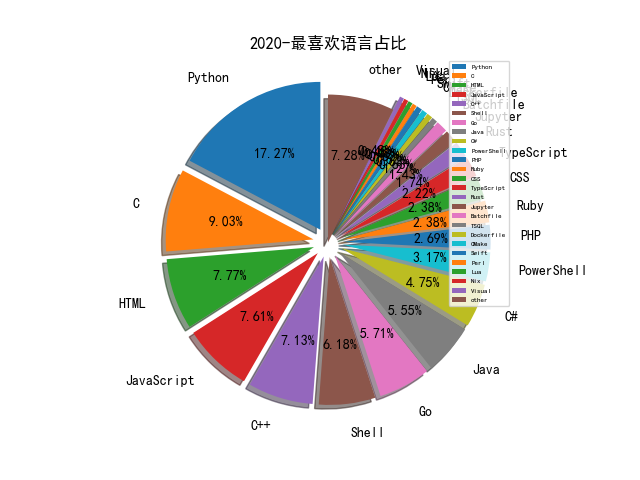 2020-最喜欢语言占比
Python
17.27%
C
9.03%
HTML
7.77%
JavaScript
7.61%
C++
7.13%
Shell
6.18%
Go
5.71%
Java
5.55%
C#
4.75%
PowerShell
3.17%
PHP
2.69%
Ruby
2.38%
CSS
2.38%
TypeScript
2.22%
Rust
1.74%
Jupyter
other
7.28%
Python
C
HTML
JavaScript
C++
Shell
Go
Java
C#
PowerShell
PHP
Ruby
CSS
TypeScript
Rust
Jupyter
Batchfile
TSQL
Dockerfile
CMake
Swift
Perl
Lua
Nix
Visual
other